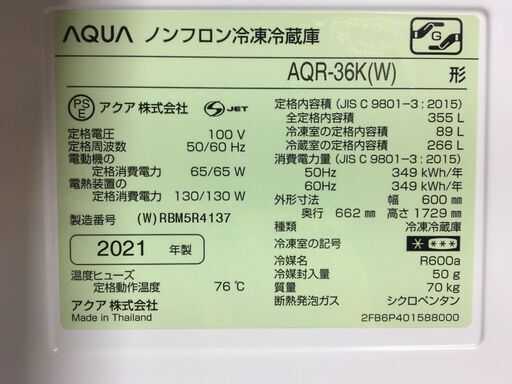 AQUA ノンフロン冷凍冷蔵庫
G
AQR-36K(W) 形
PS E アクア株式会社 S JET
定格電圧 100 V
定格周波数 50/60 Hz
電動機の
定格消費電力 65/65 W
電熱装置の
定格消費電力 130/130 W
製造番号 (W)RBM5R4137
2021 年製
温度ヒューズ
定格動作温度 76℃
アクア株式会社
Made in Thailand
定格内容積 (JIS C 9801-3:2015)
全定格内容積 355 L
冷凍室の定格内容積 89 L
冷蔵室の定格内容積 266 L
消費電力量 (JIS C 9801-3:2015)
50Hz 349 kWh/年
60Hz 349 kWh/年
外形寸法 幅 600 ㎜
奥行 662 ㎜ 高さ 1729 ㎜
種類 冷凍冷蔵庫
冷凍室の記号 * ***
冷媒名 R600a
冷媒封入量 50 g
質量 70 kg
断熱発泡ガス シクロペンタン
2FB6P401588000